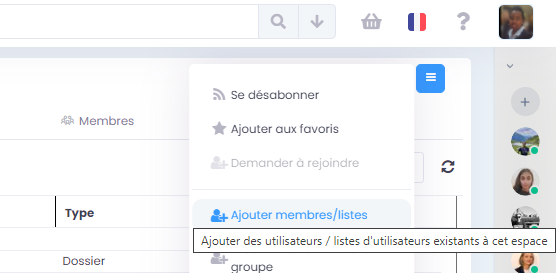 Se désabonner
Ajouter aux favoris
Membres
Demander à rejoindre
Type
Ajouter membres/listes
Ajouter des utilisateurs / listes d'utilisateurs existants à cet espace
Dossier
groupe